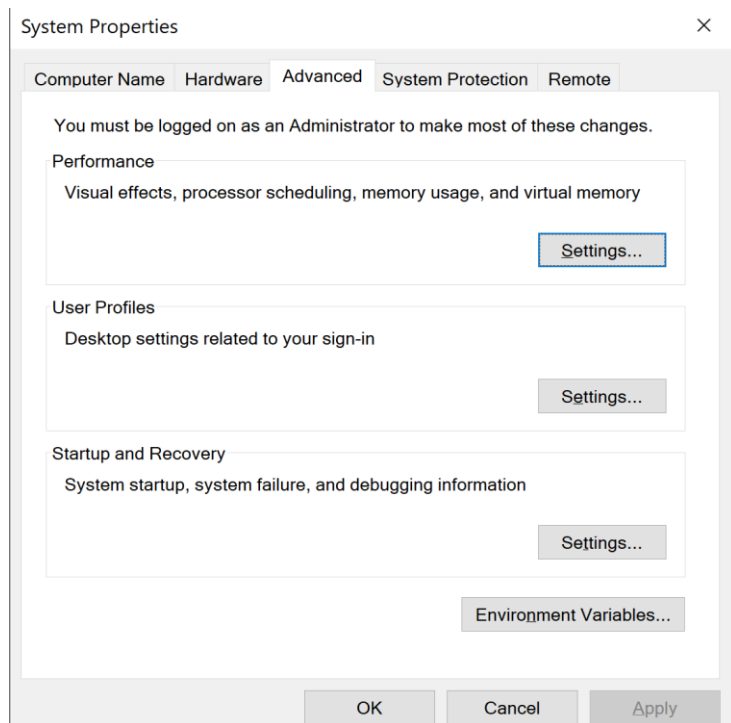 System Properties
Computer Name Hardware Advanced System Protection Remote
You must be logged on as an Administrator to make most of these changes.
Performance
Visual effects, processor scheduling, memory usage, and virtual memory
Settings...
User Profiles
Desktop settings related to your sign-in
Settings...
Startup and Recovery
System startup, system failure, and debugging information
Settings...
Environment Variables...
OK Cancel Apply